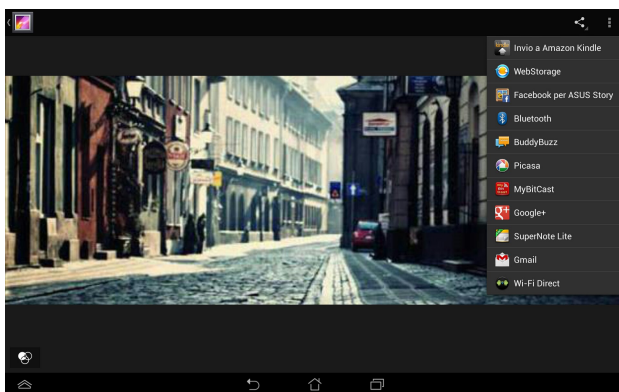 Invio a Amazon Kindle
WebStorage
Facebook per ASUS Story
Bluetooth
BuddyBuzz
Picasa
MyBitCast
Google+
SuperNote Lite
Gmail
Wi-Fi Direct